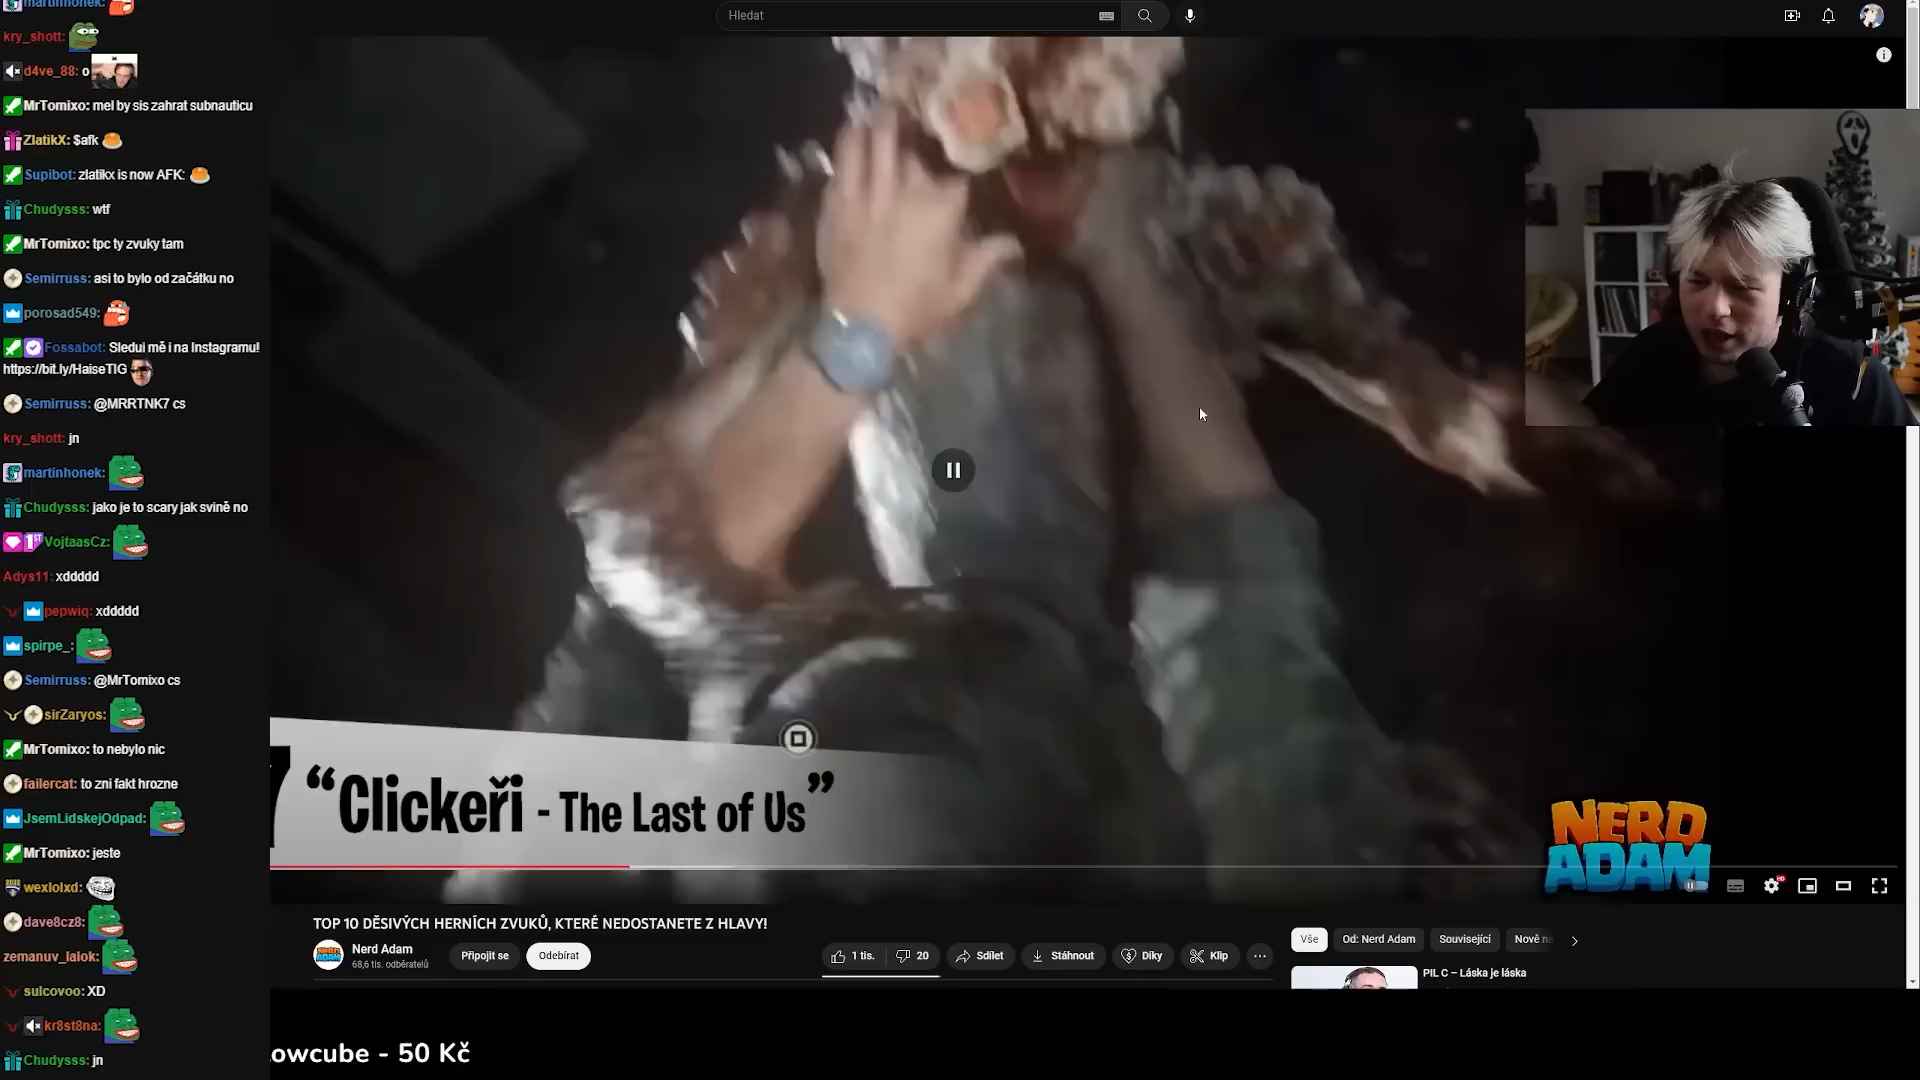 martinhonek:
kry_shott:
d4ve_88: o
MrTomixo: mel by sis zahrat subnauticu
ZlatikX: $afk
Supibot: zlatikx is now AFK:
Chudysss: wtf
MrTomixo: tpc ty zvuky tam
Semirruss: asi to bylo od začátku no
porosad549:
Fossabot: Sleduj mě i na Instagramu!
https://bit.ly/HaiseTIG
Semirruss: @MRRTNK7 cs
kry_shott: jn
martinhonek:
Chudysss: jako je to scary jak svině no
VojtaasCz:
Adys11: xddddd
pepwiq: xddddd
spirpe_:
Semirruss: @MrTomixo cs
sirZaryos:
MrTomixo: to nebylo nic
failercat: to zni fakt hrozne
JsemLidskejOdpad:
MrTomixo: jeste
wexlolxd:
dave8cz8:
zemanuv_lalok:
sulcovoo: XD
kr8st8na:
Chudysss: jn
Hledat
7 “Clickeři - The Last of Us”
NERD
ADAM
HD
TOP 10 DĚSIVÝCH HERNÍCH ZVUKŮ, KTERÉ NEDOSTANETE Z HLAVY!
Nerd Adam
68,6 tis. odběratelů
Připojit se
Odebírat
1 tis.
20
Sdílet
Stáhnout
Díky
Klip
Vše
Od: Nerd Adam
Související
Nově
PIL C – Láska je láska
owcube - 50 Kč